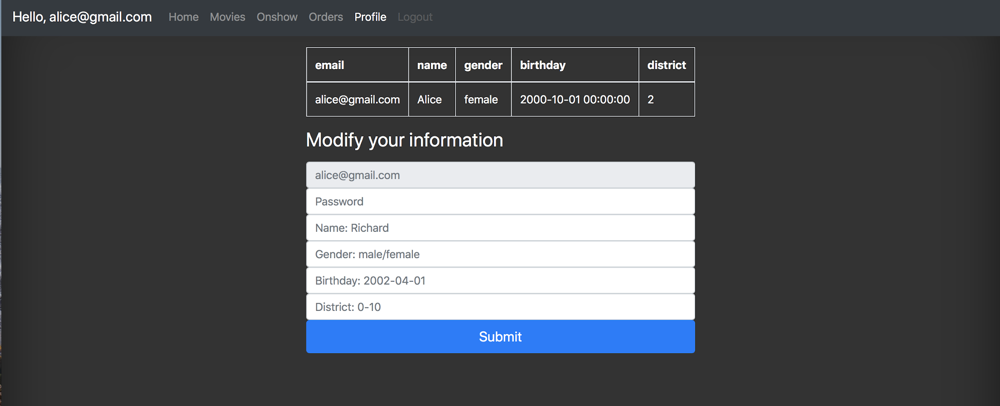 Hello, alice@gmail.com Home Movies Onshow Orders Profile Logout
email name gender birthday district
alice@gmail.com Alice female 2000-10-01 00:00:00 2
Modify your information
alice@gmail.com
Password
Name: Richard
Gender: male/female
Birthday: 2002-04-01
District: 0-10
Submit